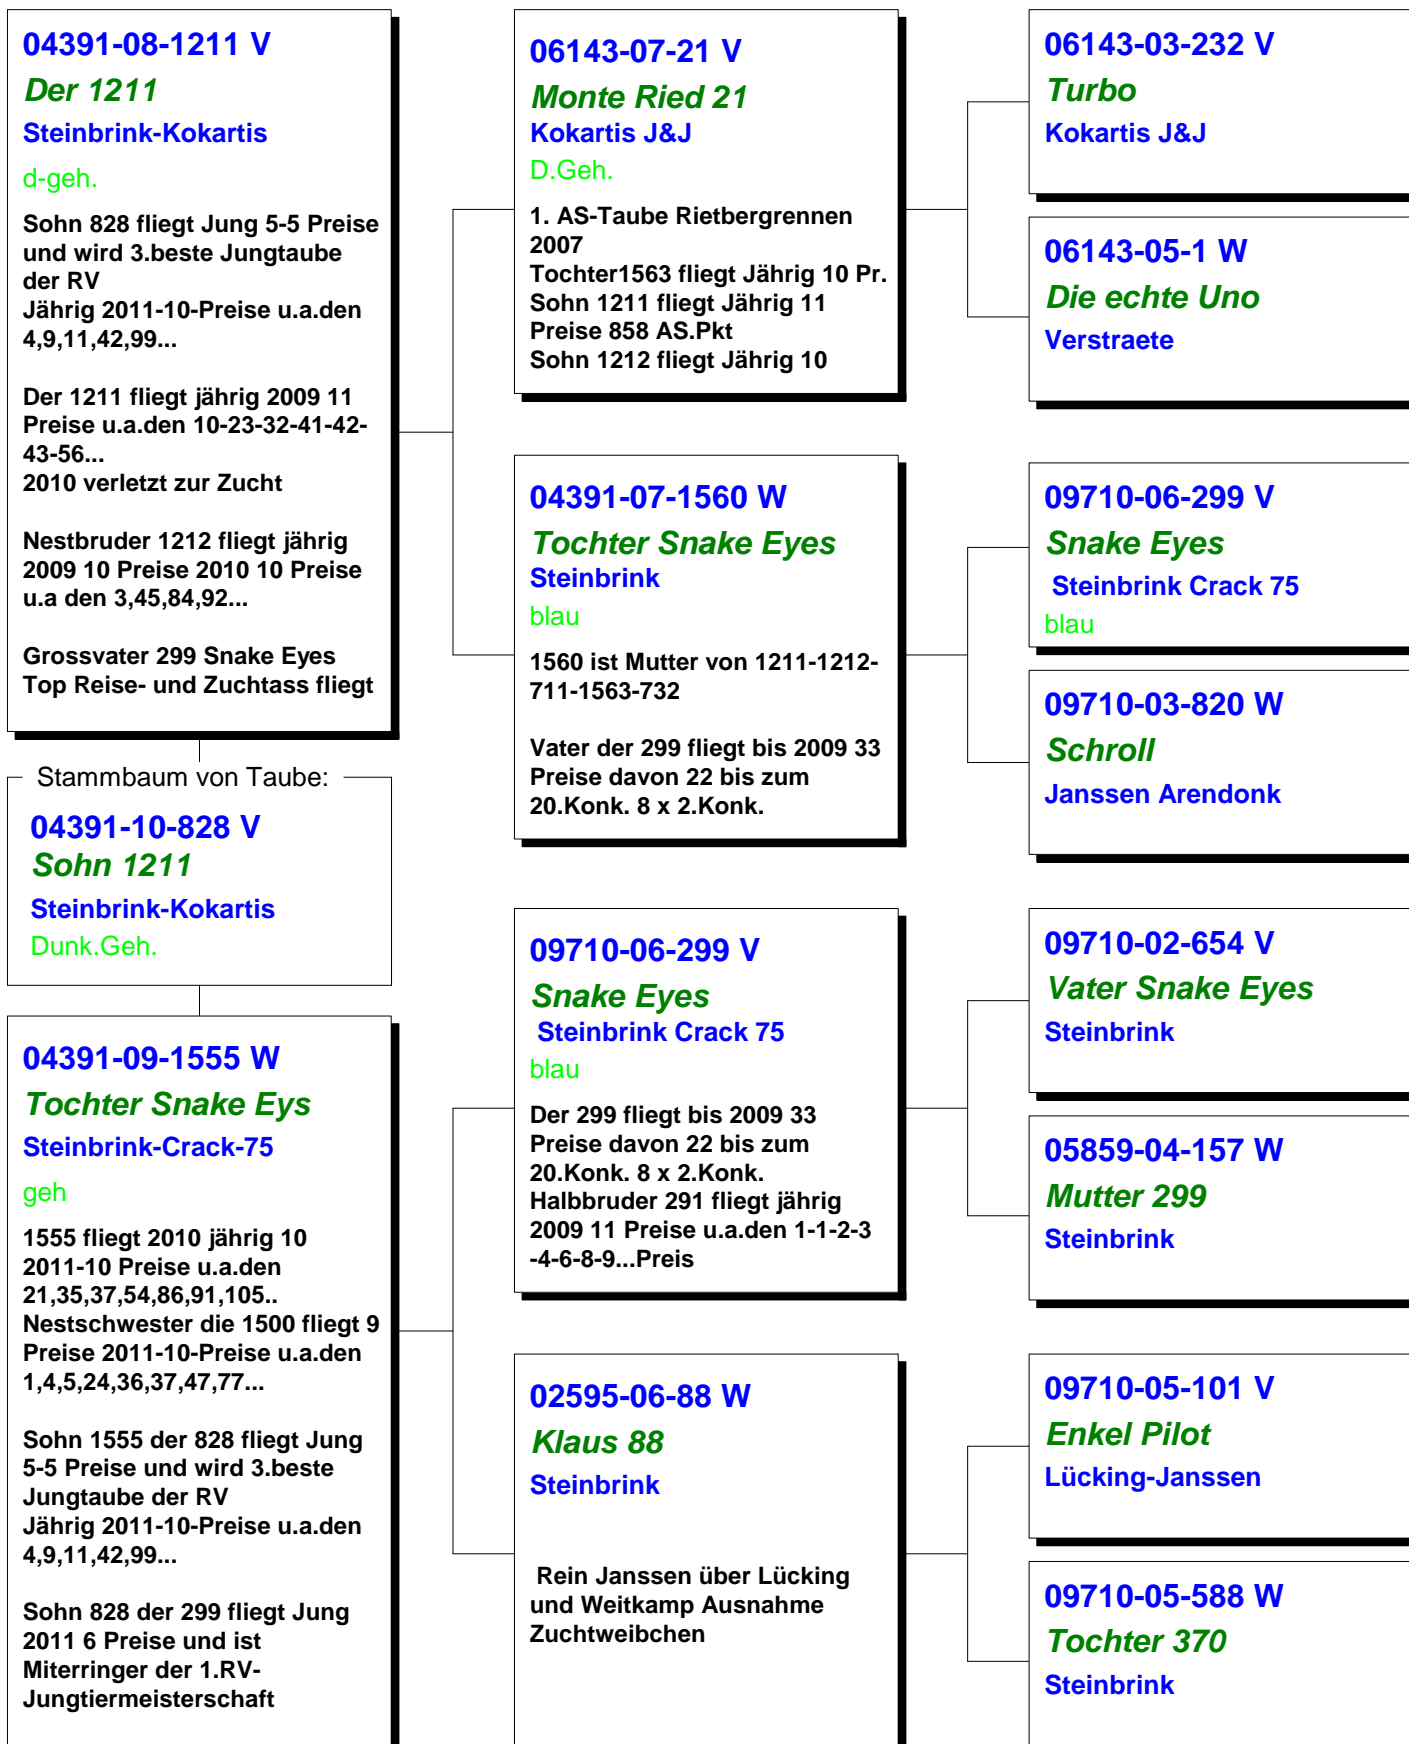 04391-08-1211 V
Der 1211
Steinbrink-Kokartis
d-geh.
Sohn 828 fliegt Jung 5-5 Preise
und wird 3.beste Jungtaube
der RV
Jährig 2011-10-Preise u.a.den
4,9,11,42,99...
Der 1211 fliegt jährig 2009 11
Preise u.a.den 10-23-32-41-42-
43-56...
2010 verletzt zur Zucht
Nestbruder 1212 fliegt jährig
2009 10 Preise 2010 10 Preise
u.a den 3,45,84,92...
Grossvater 299 Snake Eyes
Top Reise- und Zuchtass fliegt
Stammbaum von Taube:
04391-10-828 V
Sohn 1211
Steinbrink-Kokartis
Dunk.Geh.
04391-09-1555 W
Tochter Snake Eys
Steinbrink-Crack-75
geh
1555 fliegt 2010 jährig 10
2011-10 Preise u.a.den
21,35,37,54,86,91,105..
Nestschwester die 1500 fliegt 9
Preise 2011-10-Preise u.a.den
1,4,5,24,36,37,47,77...
Sohn 1555 der 828 fliegt Jung
5-5 Preise und wird 3.beste
Jungtaube der RV
Jährig 2011-10-Preise u.a.den
4,9,11,42,99...
Sohn 828 der 299 fliegt Jung
2011 6 Preise und ist
Miterringer der 1.RV-
Jungtiermeisterschaft
06143-07-21 V
Monte Ried 21
Kokartis J&J
D.Geh.
1. AS-Taube Rietbergrennen
2007
Tochter1563 fliegt Jährig 10 Pr.
Sohn 1211 fliegt Jährig 11
Preise 858 AS.Pkt
Sohn 1212 fliegt Jährig 10
04391-07-1560 W
Tochter Snake Eyes
Steinbrink
blau
1560 ist Mutter von 1211-1212-
711-1563-732
Vater der 299 fliegt bis 2009 33
Preise davon 22 bis zum
20.Konk. 8 x 2.Konk.
09710-06-299 V
Snake Eyes
Steinbrink Crack 75
blau
Der 299 fliegt bis 2009 33
Preise davon 22 bis zum
20.Konk. 8 x 2.Konk.
Halbbruder 291 fliegt jährig
2009 11 Preise u.a.den 1-1-2-3
-4-6-8-9...Preis
02595-06-88 W
Klaus 88
Steinbrink
Rein Janssen über Lücking
und Weitkamp Ausnahme
Zuchtweibchen
06143-03-232 V
Turbo
Kokartis J&J
06143-05-1 W
Die echte Uno
Verstraete
09710-06-299 V
Snake Eyes
Steinbrink Crack 75
blau
09710-03-820 W
Schroll
Janssen Arendonk
09710-02-654 V
Vater Snake Eyes
Steinbrink
05859-04-157 W
Mutter 299
Steinbrink
09710-05-101 V
Enkel Pilot
Lücking-Janssen
09710-05-588 W
Tochter 370
Steinbrink